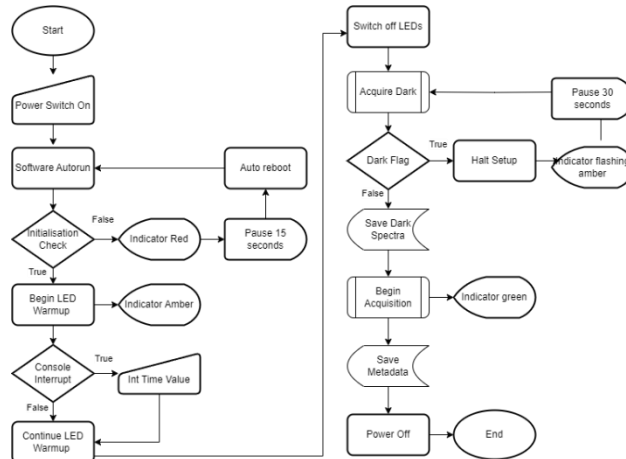 Start
Power Switch On
Software Autorun
Auto reboot
Initialisation
Check
False
Indicator Red
Pause 15
seconds
True
Begin LED
Warmup
Indicator Amber
Console
Interrupt
True
Int Time Value
False
Continue LED
Warmup
Switch off LEDs
Acquire Dark
Pause 30
seconds
Dark Flag
True
Halt Setup
Indicator flashing
amber
False
Save Dark
Spectra
Begin
Acquisition
Indicator green
Save
Metadata
Power Off
End